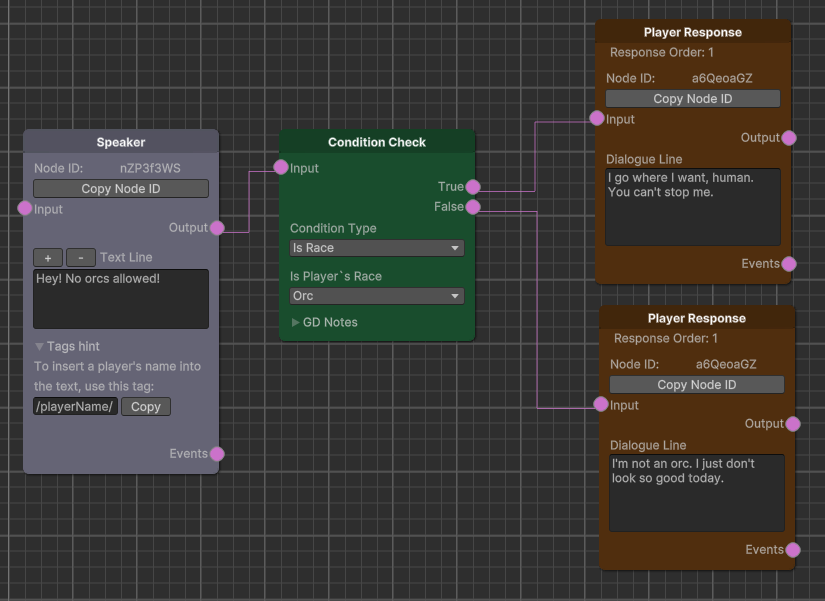 Speaker
Node ID: nZP3f3WS
Copy Node ID
Input
Output
+ - Text Line
Hey! No orcs allowed!
Tags hint
To insert a player's name into
the text, use this tag:
/playerName/ Copy
Events
Condition Check
Input
True
False
Condition Type
Is Race
Is Player`s Race
Orc
GD Notes
Player Response
Response Order: 1
Node ID: a6QeoaGZ
Copy Node ID
Input
Output
Dialogue Line
I go where I want, human.
You can't stop me.
Events
Player Response
Response Order: 1
Node ID: a6QeoaGZ
Copy Node ID
Input
Output
Dialogue Line
I'm not an orc. I just don't
look so good today.
Events